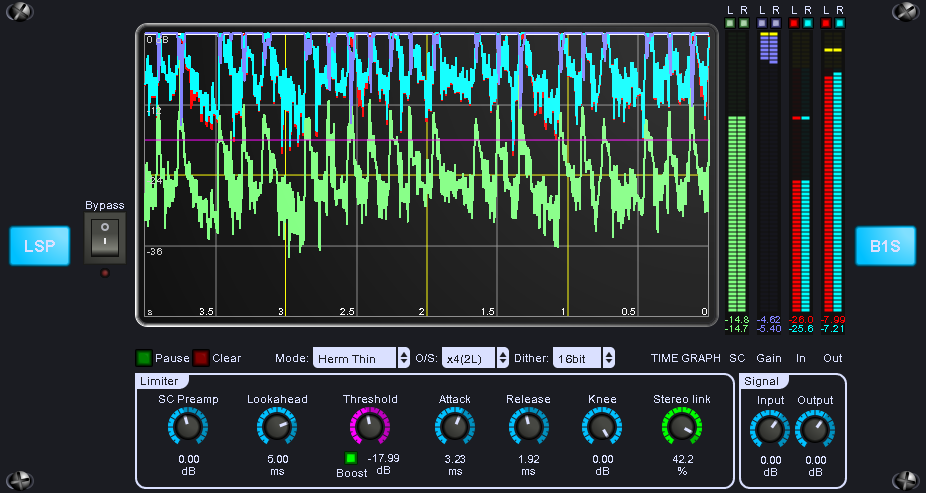 L R L R L R L R
0 dB
-12
-24
-36
s 3.5 3 2.5 2 1.5 1 0.5 0
Bypass
LSP
B1S
-14.8 -4.62 -26.0 -7.99
-14.7 -5.40 -25.6 -7.21
Pause Clear Mode: Herm Thin O/S: x4(2L) Dither: 16bit TIME GRAPH SC Gain In Out
Limiter
SC Preamp Lookahead Threshold Attack Release Knee Stereo link
0.00 5.00 -17.99 3.23 1.92 0.00 42.2
dB ms Boost dB ms ms dB %
Signal
Input Output
0.00 0.00
dB dB